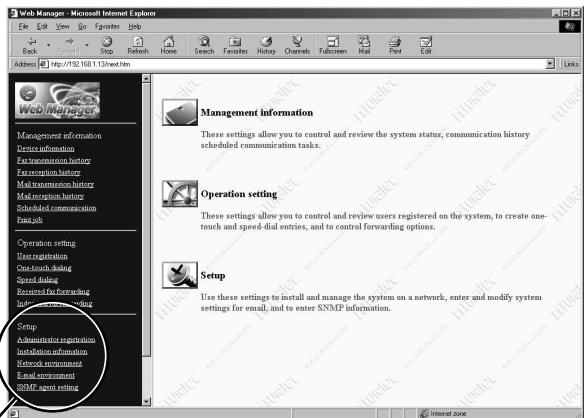 Web Manager - Microsoft Internet Explorer
File Edit View Go Favorites Help
Back Forward Stop Refresh Home Search Favorites History Channels Fullscreen Mail Print Edit
Address http://192.168.1.13/next.htm Links
Web Manager
Management information
Device information
Fax transmission history
Fax reception history
Mail transmission history
Mail reception history
Scheduled communication
Print job
Operation setting
User registration
One-touch dialing
Speed dialing
Received fax forwarding
Setup
Administrator registration
Installation information
Network environment
E-mail environment
SNMP agent setting
Management information
These settings allow you to control and review the system status, communication history
scheduled communication tasks.
Operation setting
These settings allow you to control and review users registered on the system, to create one-
touch and speed-dial entries, and to control forwarding options.
Setup
Use these settings to install and manage the system on a network, enter and modify system
settings for email, and to enter SNMP information.
Internet zone